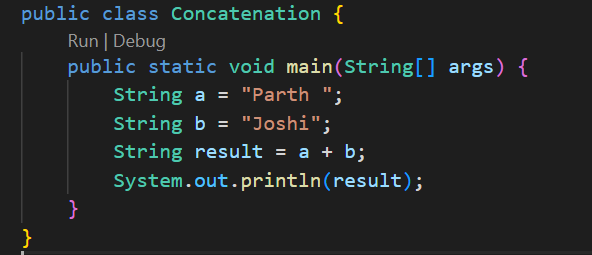 public class Concatenation {
Run | Debug
public static void main(String[] args) {
String a = "Parth ";
String b = "Joshi";
String result = a + b;
System.out.println(result);
}
}